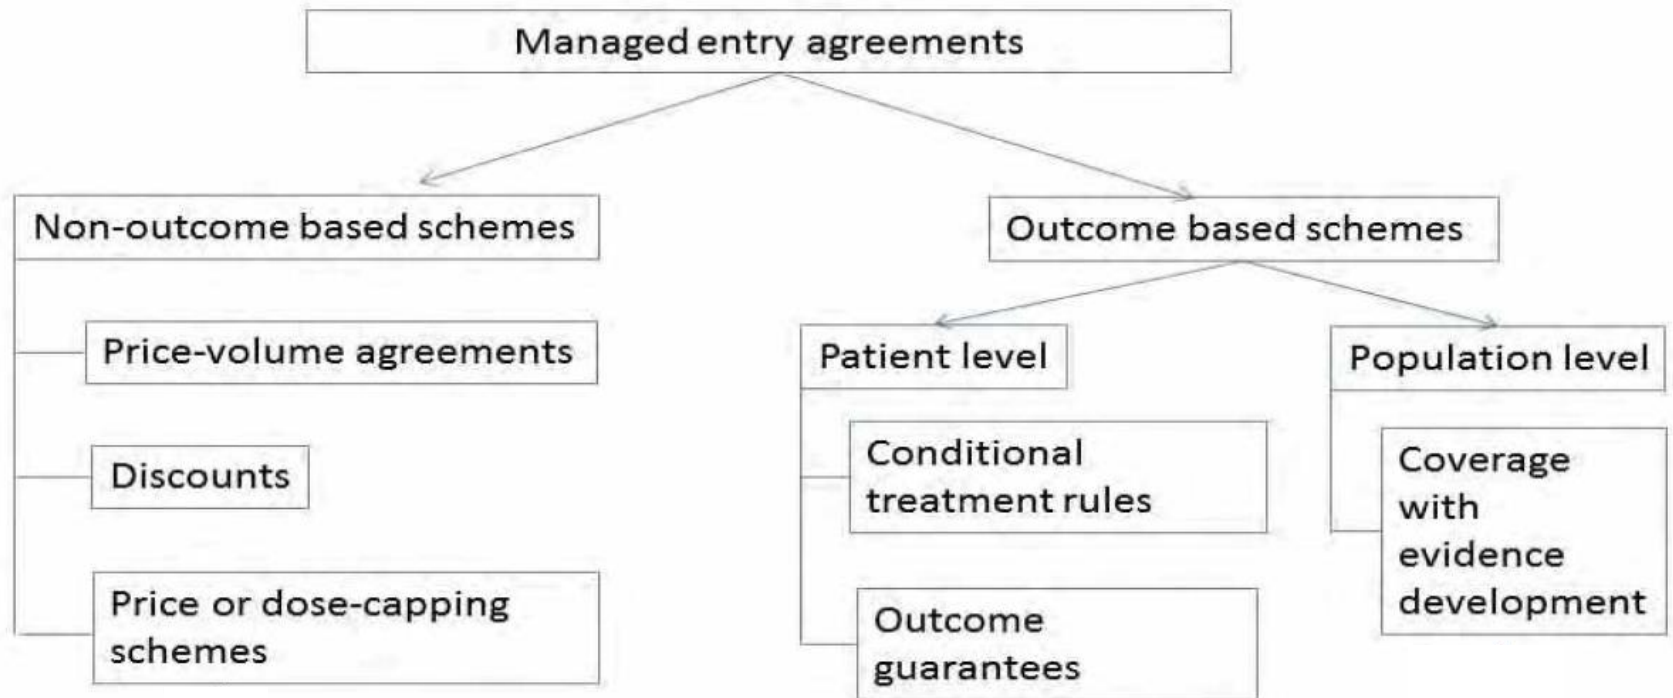 Managed entry agreements
Non-outcome based schemes
Outcome based schemes
Price-volume agreements
Discounts
Price or dose-capping
schemes
Patient level
Conditional
treatment rules
Outcome
guarantees
Population level
Coverage
with
evidence
development